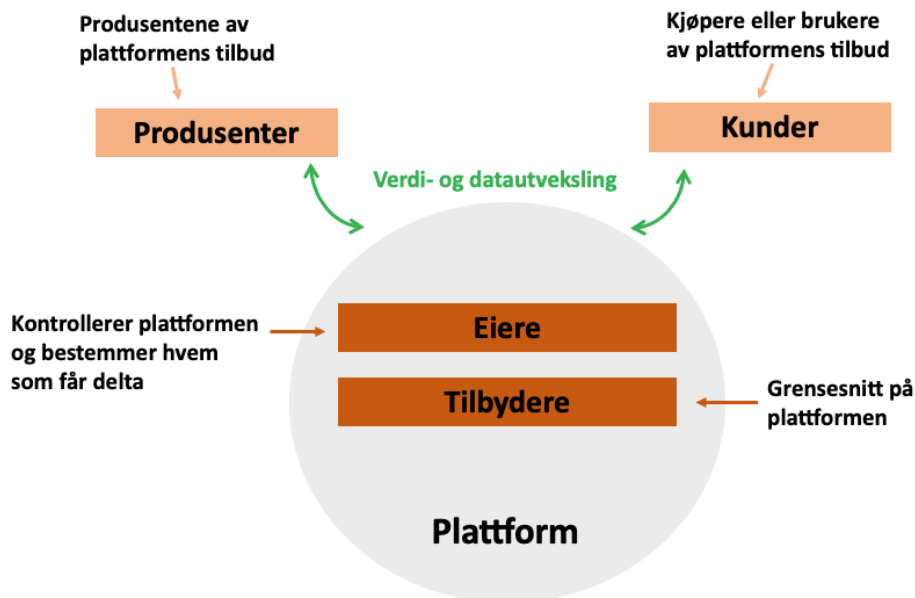 Produsentene av
plattformens tilbud
Kjøpere eller brukere
av plattformens tilbud
Produsenter
Kunder
Verdi- og datautveksling
Kontrollerer plattformen
og bestemmer hvem
som får delta
Eiere
Tilbydere
Grensesnitt på
plattformen
Plattform